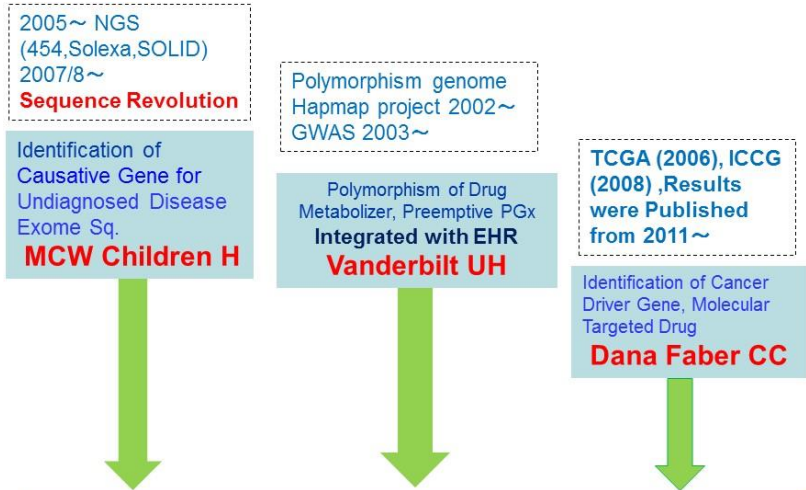 2005～ NGS
(454,Solexa,SOLID)
2007/8～
Sequence Revolution
Identification of
Causative Gene for
Undiagnosed Disease
Exome Sq.
MCW Children H
Polymorphism genome
Hapmap project 2002～
GWAS 2003～
Polymorphism of Drug
Metabolizer, Preemptive PGx
Integrated with EHR
Vanderbilt UH
TCGA (2006), ICCG
(2008) ,Results
were Published
from 2011～
Identification of Cancer
Driver Gene, Molecular
Targeted Drug
Dana Faber CC